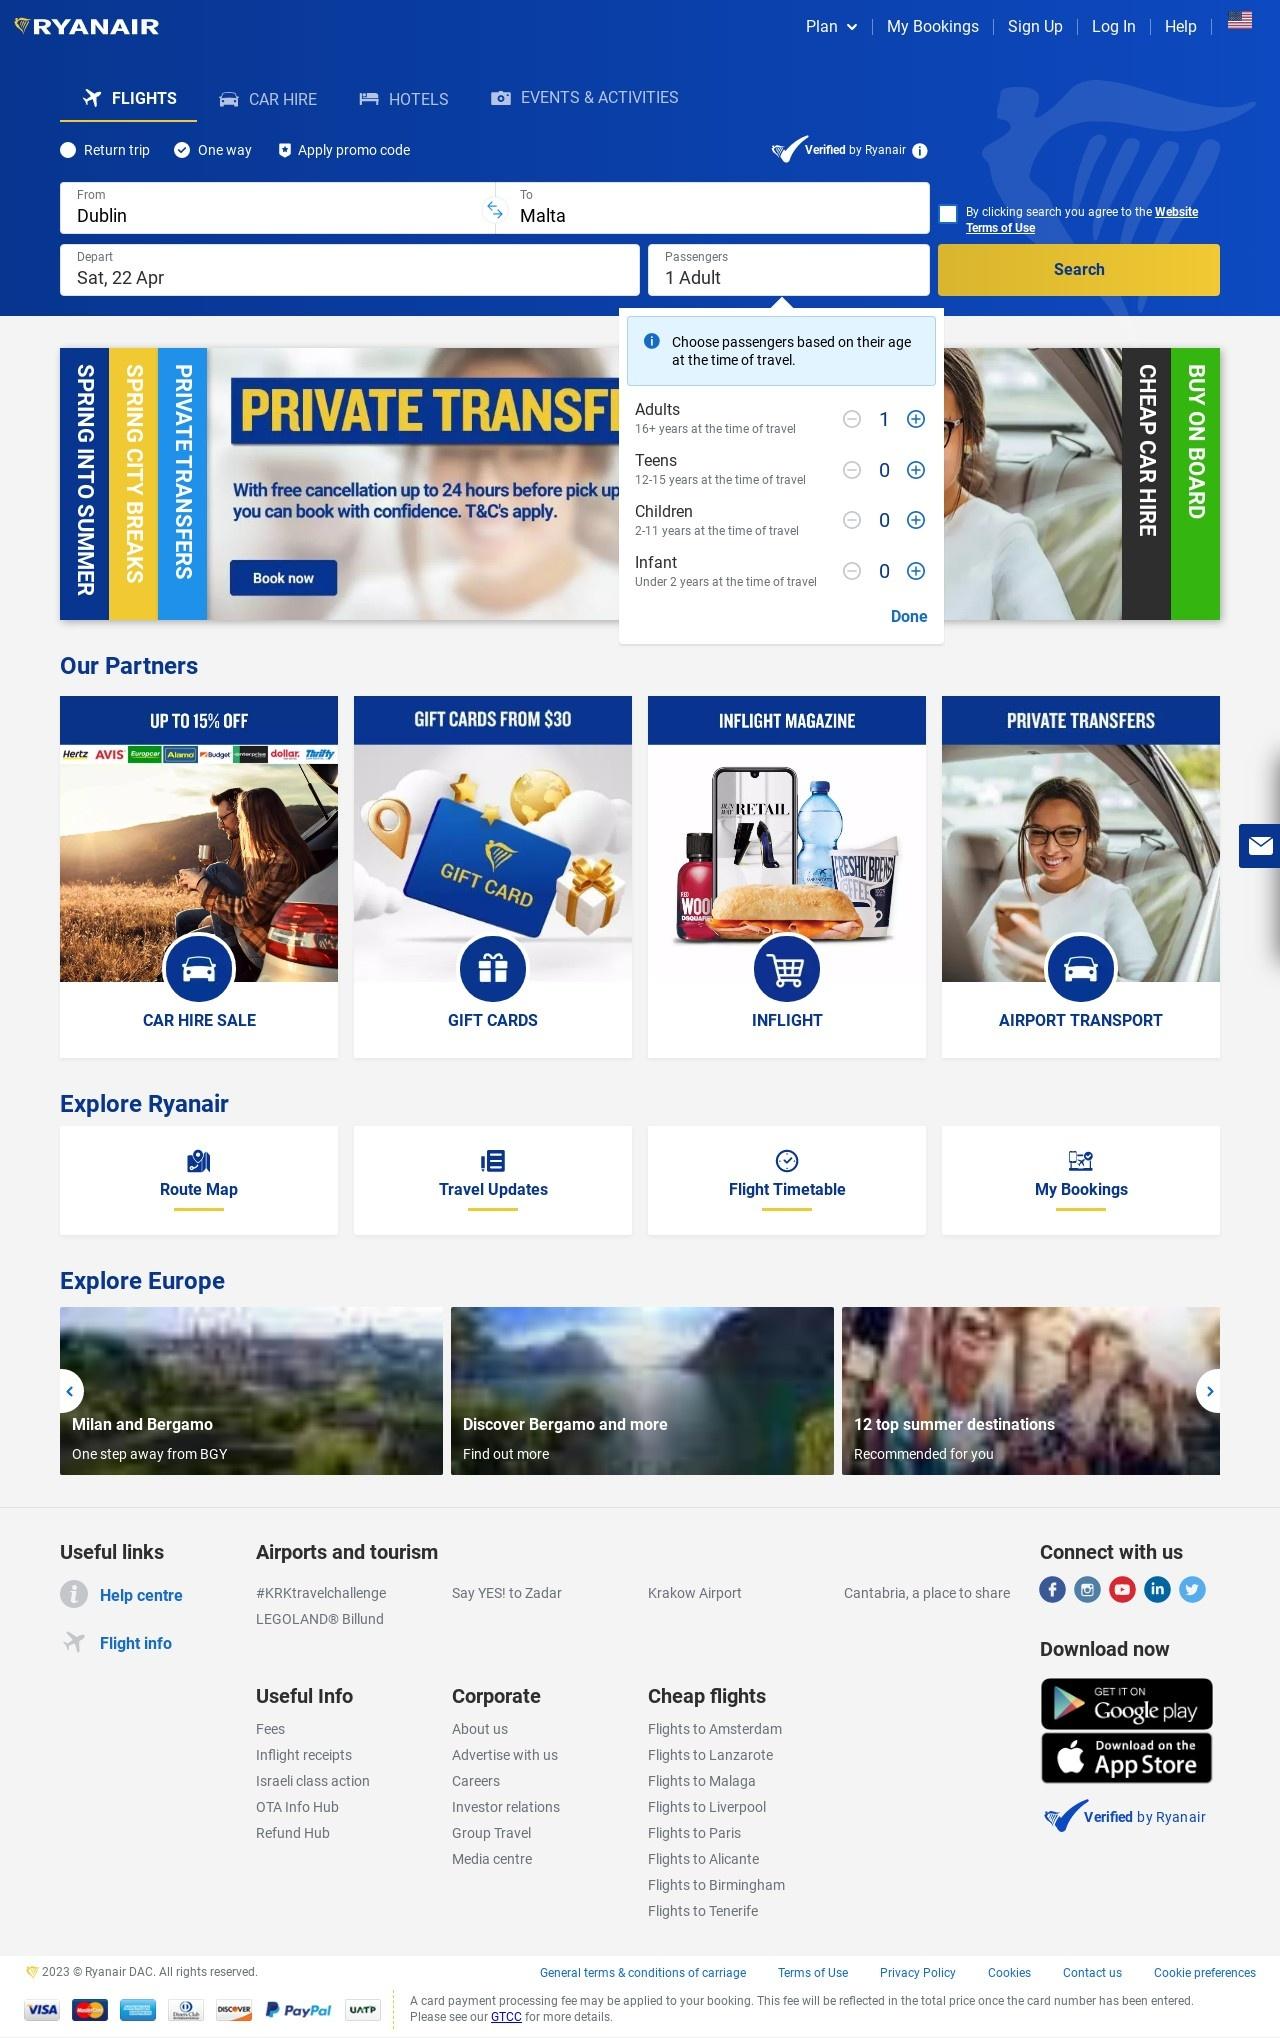 RYANAIR
Plan
My Bookings
Sign Up
Log In
Help
FLIGHTS
CAR HIRE
HOTELS
EVENTS & ACTIVITIES
Return trip
One way
Apply promo code
Verified by Ryanair
From
Dublin
To
Malta
By clicking search you agree to the Website
Terms of Use
Depart
Sat, 22 Apr
Passengers
1 Adult
Search
Choose passengers based on their age
at the time of travel.
Adults
16+ years at the time of travel
1
Teens
12-15 years at the time of travel
0
Children
2-11 years at the time of travel
0
Infant
Under 2 years at the time of travel
0
Done
SPRING INTO SUMMER
SPRING CITY BREAKS
PRIVATE TRANSFERS
PRIVATE TRANSF
With free cancellation up to 24 hours before pick up
you can book with confidence. T&C's apply.
Book now
CHEAP CAR HIRE
BUY ON BOARD
Our Partners
UP TO 15% OFF
Hertz AVIS Europcar Alamo Budget enterprise dollar. Thrifty
CAR HIRE SALE
GIFT CARDS FROM $30
GIFT CARD
GIFT CARDS
INFLIGHT MAGAZINE
RETAIL
RED
WOO
DSQUAR
FRESHLY BREW
COFFEE
INFLIGHT
PRIVATE TRANSFERS
AIRPORT TRANSPORT
Explore Ryanair
Route Map
Travel Updates
Flight Timetable
My Bookings
Explore Europe
Milan and Bergamo
One step away from BGY
Discover Bergamo and more
Find out more
12 top summer destinations
Recommended for you
Useful links
Help centre
Flight info
Airports and tourism
#KRKtravelchallenge
Say YES! to Zadar
Krakow Airport
Cantabria, a place to share
LEGOLAND® Billund
Connect with us
Download now
GET IT ON
Google play
Download on the
App Store
Verified by Ryanair
Useful Info
Fees
Inflight receipts
Israeli class action
OTA Info Hub
Refund Hub
Corporate
About us
Advertise with us
Careers
Investor relations
Group Travel
Media centre
Cheap flights
Flights to Amsterdam
Flights to Lanzarote
Flights to Malaga
Flights to Liverpool
Flights to Paris
Flights to Alicante
Flights to Birmingham
Flights to Tenerife
2023 © Ryanair DAC. All rights reserved.
General terms & conditions of carriage
Terms of Use
Privacy Policy
Cookies
Contact us
Cookie preferences
VISA MasterCard DISCOVER PayPal UATP
A card payment processing fee may be applied to your booking. This fee will be reflected in the total price once the card number has been entered.
Please see our GTCC for more details.